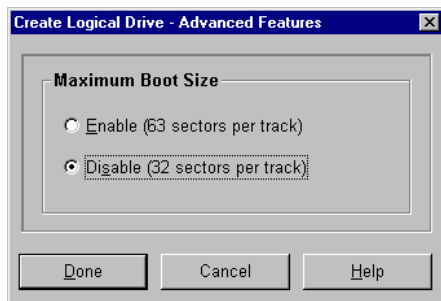 Create Logical Drive - Advanced Features
Maximum Boot Size
Enable (63 sectors per track)
Disable (32 sectors per track)
Done Cancel Help